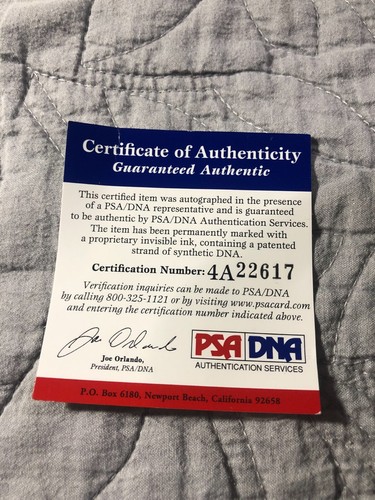 Certificate of Authenticity
Guaranteed Authentic
This certified item was autographed in the presence
of a PSA/DNA representative and is guaranteed
to be authentic by PSA/DNA Authentication Services.
The item has been permanently marked with
a proprietary invisible ink, containing a patented
strand of synthetic DNA.
Certification Number: 4A22617
Verification inquiries can be made to PSA/DNA
by calling 800-325-1121 or by visiting www.psacard.com
and entering the certification number indicated above.
Joe Orlando
Joe Orlando,
President, PSA/DNA
PSA DNA
AUTHENTICATION SERVICES
P.O. Box 6180, Newport Beach, California 92658